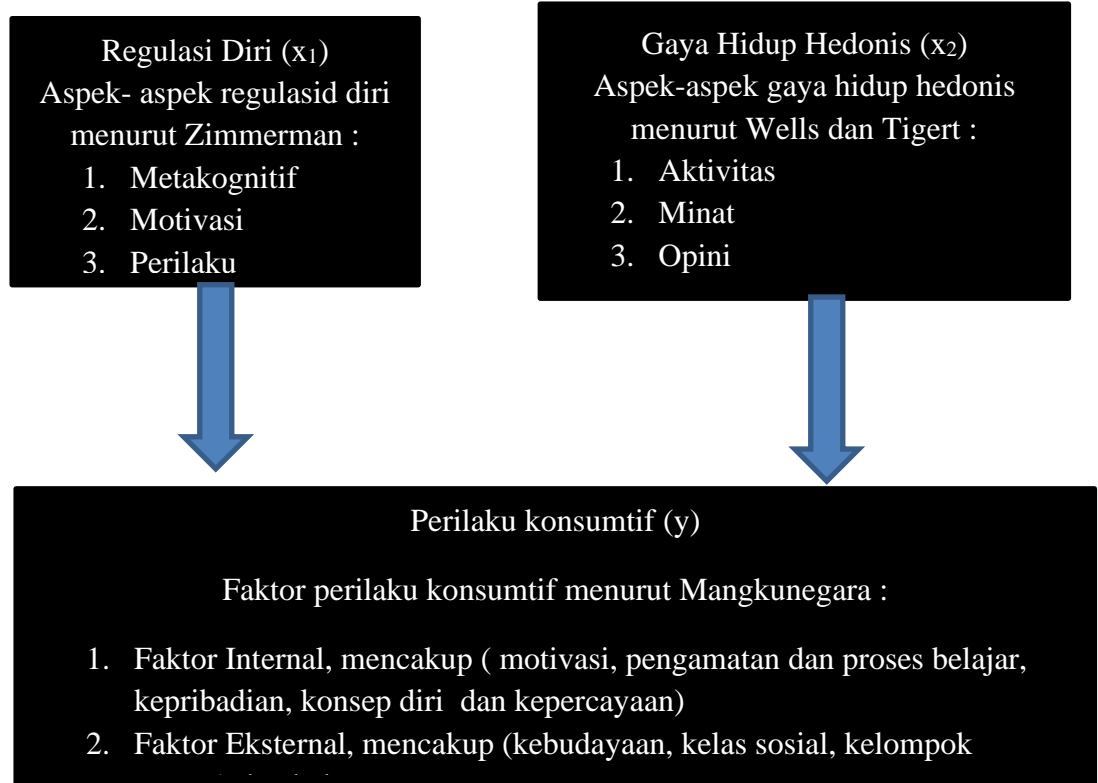 Regulasi Diri (x₁)
Aspek- aspek regulasid diri
menurut Zimmerman :
1. Metakognitif
2. Motivasi
3. Perilaku
Gaya Hidup Hedonis (x₂)
Aspek-aspek gaya hidup hedonis
menurut Wells dan Tigert :
1. Aktivitas
2. Minat
3. Opini
Perilaku konsumtif (y)
Faktor perilaku konsumtif menurut Mangkunegara :
1. Faktor Internal, mencakup ( motivasi, pengamatan dan proses belajar,
kepribadian, konsep diri dan kepercayaan)
2. Faktor Eksternal, mencakup (kebudayaan, kelas sosial, kelompok